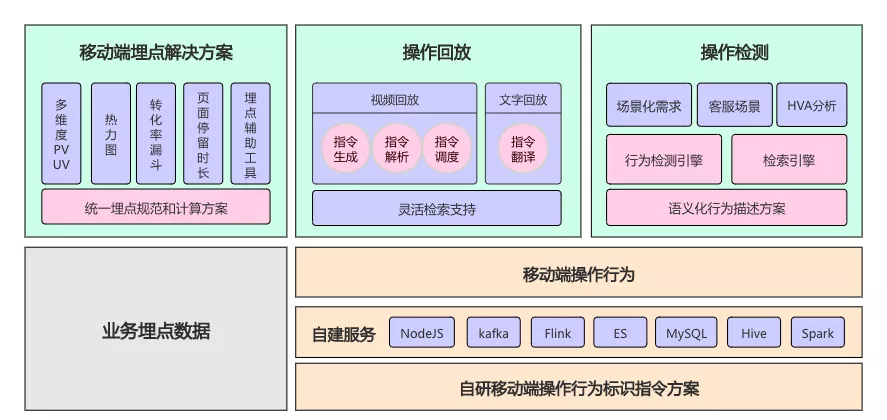 移动端埋点解决方案
多维度PV UV
热力图
转化率漏斗
页面停留时长
埋点辅助工具
统一埋点规范和计算方案
操作回放
视频回放
指令生成
指令解析
指令调度
文字回放
指令翻译
灵活检索支持
操作检测
场景化需求
客服场景
HVA分析
行为检测引擎
检索引擎
语义化行为描述方案
业务埋点数据
移动端操作行为
自建服务
NodeJS
kafka
Flink
ES
MySQL
Hive
Spark
自研移动端操作行为标识指令方案